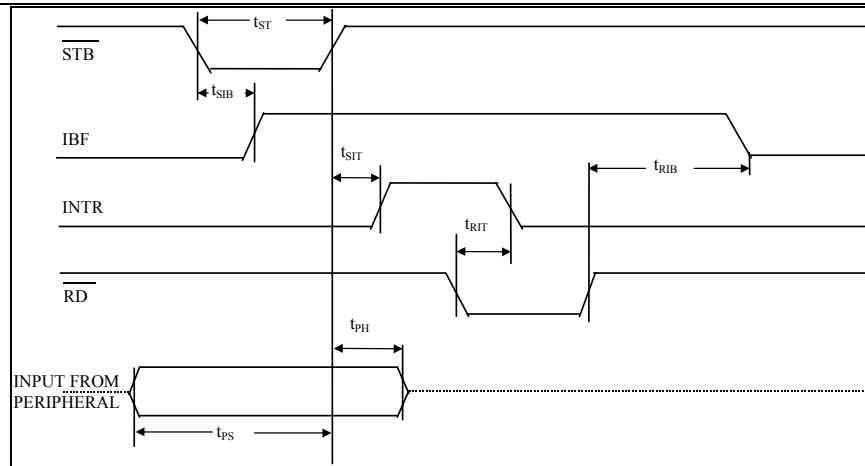 tST
STB
tSIB
IBF
tSIT
tRIB
INTR
tRIT
RD
tPH
INPUT FROM
PERIPHERAL
tPS